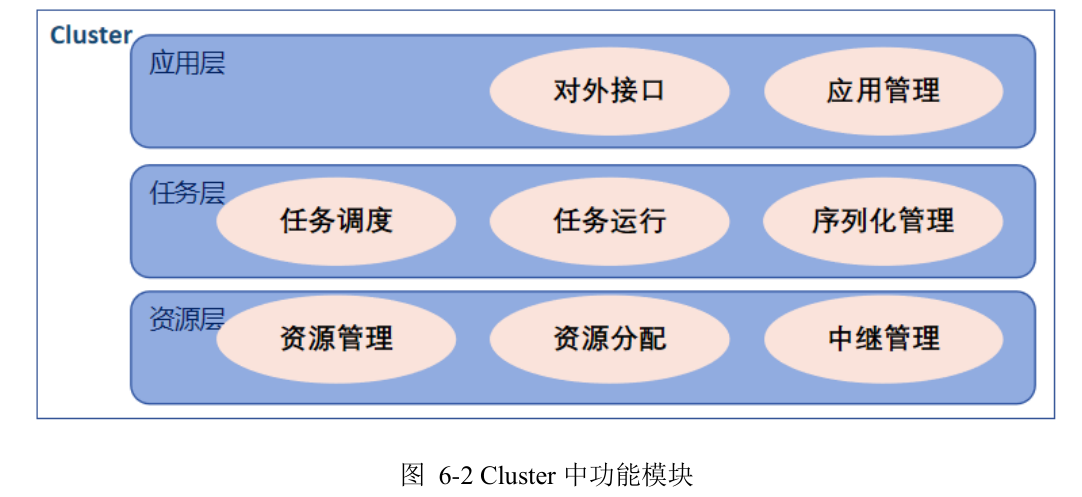 Cluster
应用层
对外接口 应用管理
任务层
任务调度 任务运行 序列化管理
资源层
资源管理 资源分配 中继管理
图 6-2 Cluster 中功能模块